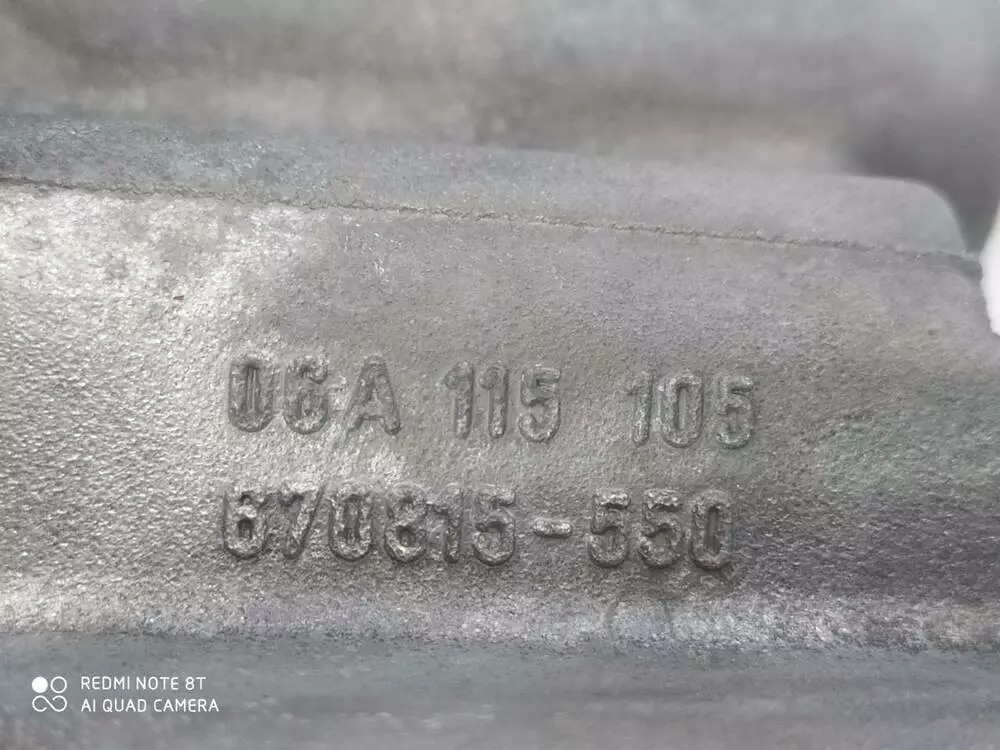 06A 115 105
670815-550
REDMI NOTE 8T
AI QUAD CAMERA